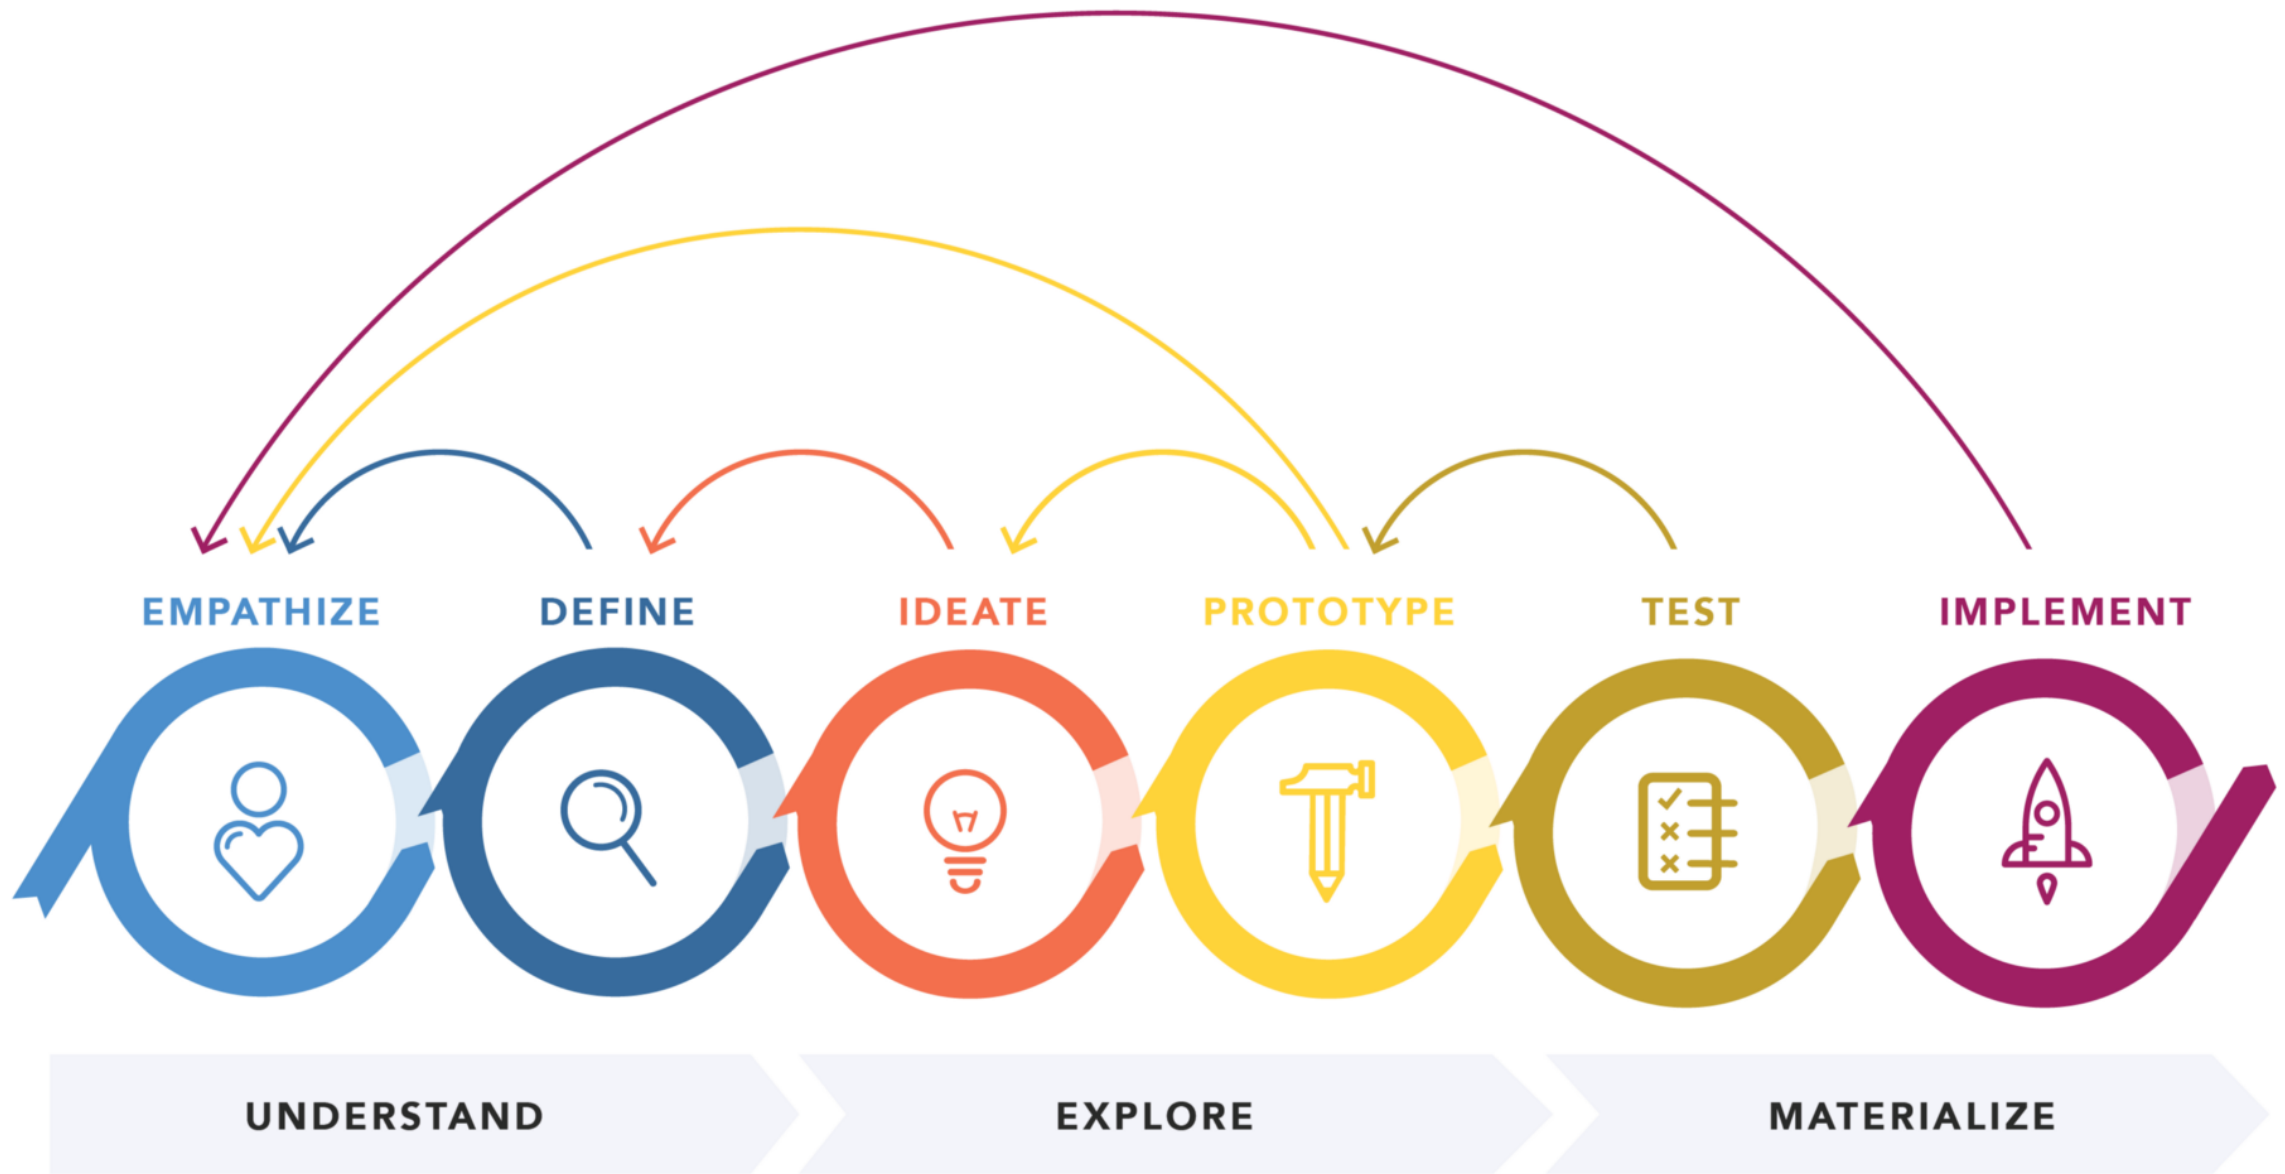 EMPATHIZE
DEFINE
IDEATE
PROTOTYPE
TEST
IMPLEMENT
UNDERSTAND
EXPLORE
MATERIALIZE